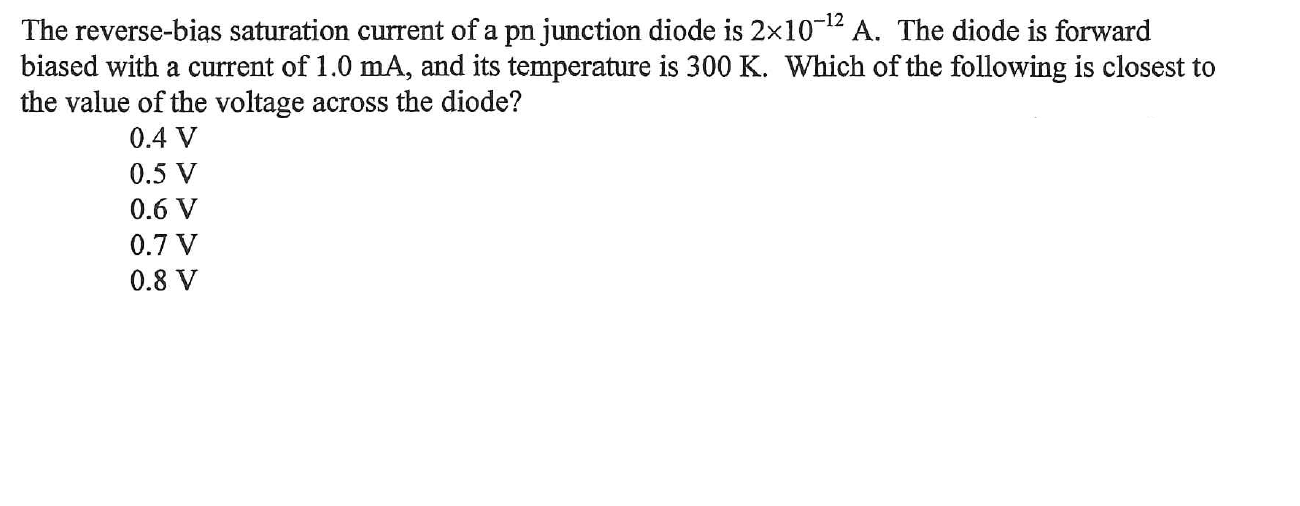 The reverse-bias saturation current of a pn junction diode is 2×10⁻¹² A. The diode is forward
biased with a current of 1.0 mA, and its temperature is 300 K. Which of the following is closest to
the value of the voltage across the diode?
0.4 V
0.5 V
0.6 V
0.7 V
0.8 V